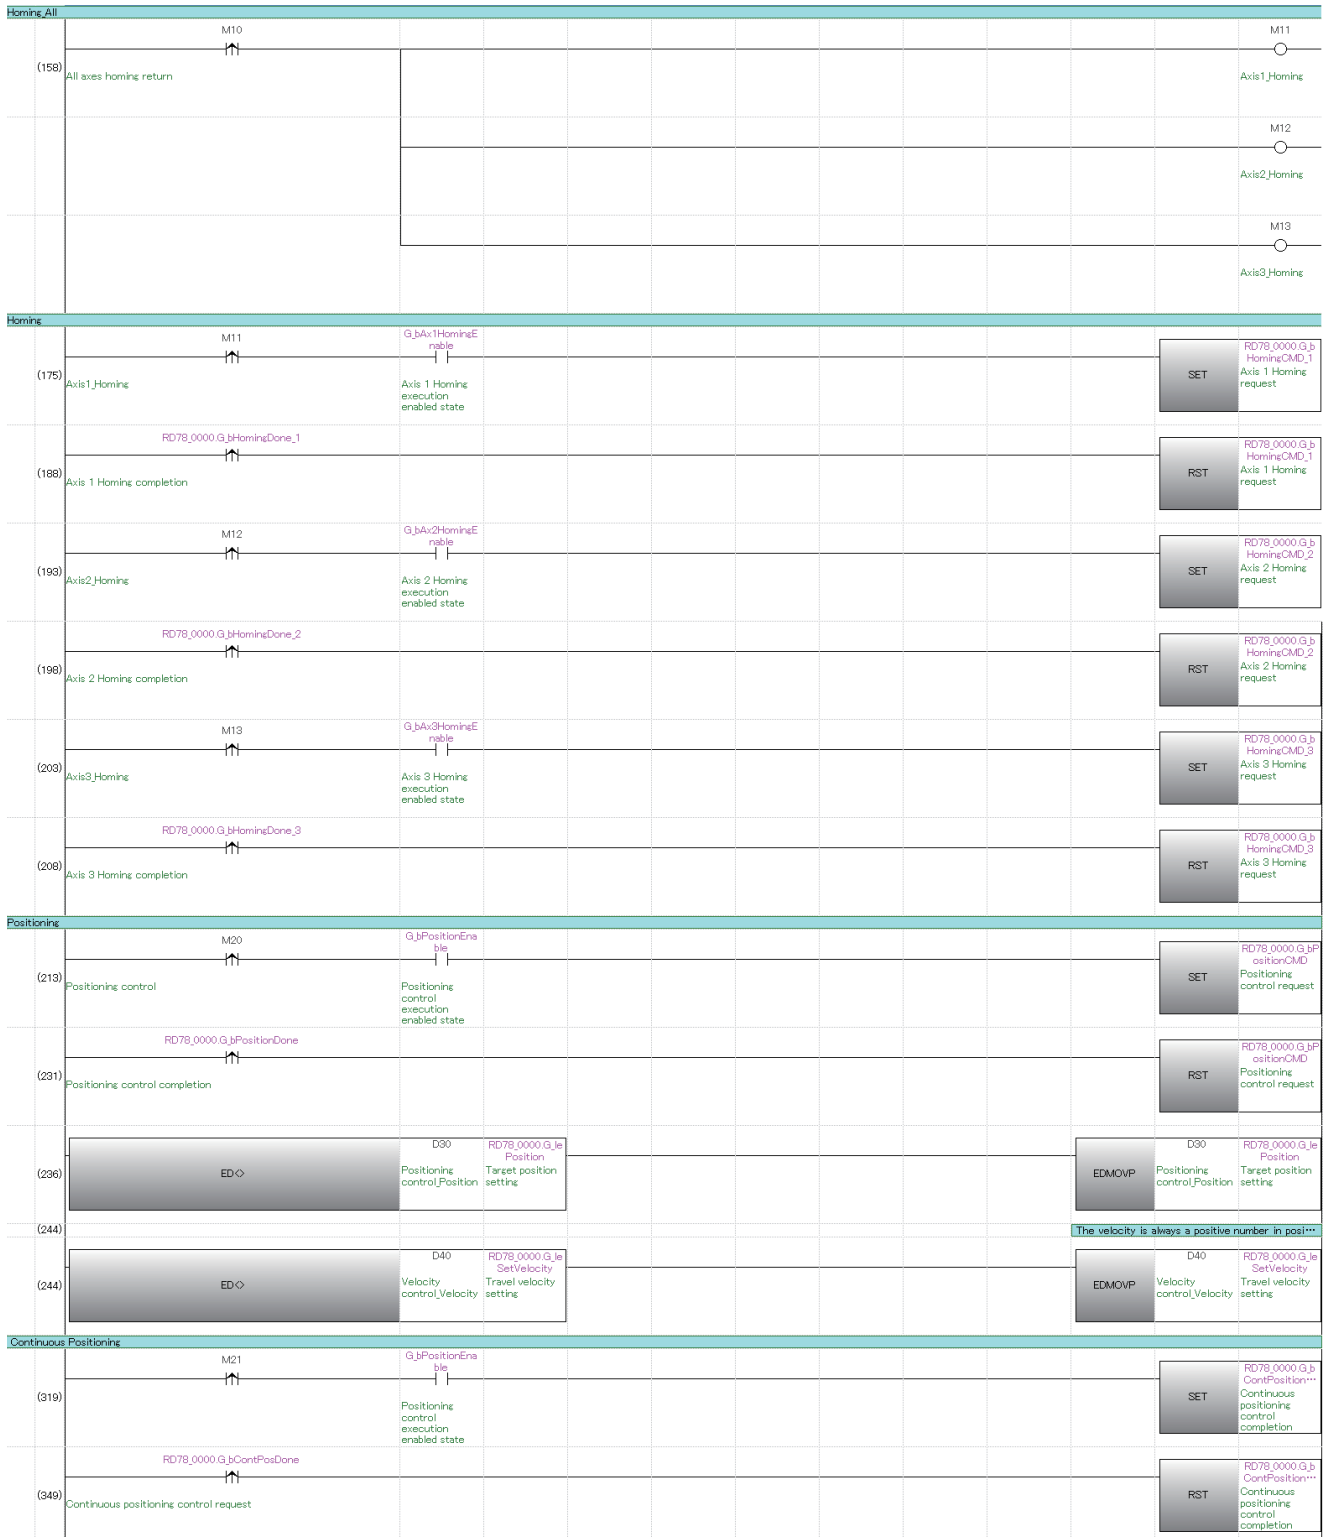 Homing_All
M10
M11
(158)
All axes homing return
Axis1_Homing
M12
Axis2_Homing
M13
Axis3_Homing
Homing
M11
G_bAx1HomingE
nable
(175)
Axis1_Homing
Axis 1 Homing
execution
enabled state
SET
RD78_0000.G_b
HomingCMD_1
Axis 1 Homing
request
RD78_0000.G_bHomingDone_1
(188)
Axis 1 Homing completion
RST
RD78_0000.G_b
HomingCMD_1
Axis 1 Homing
request
M12
G_bAx2HomingE
nable
(193)
Axis2_Homing
Axis 2 Homing
execution
enabled state
SET
RD78_0000.G_b
HomingCMD_2
Axis 2 Homing
request
RD78_0000.G_bHomingDone_2
(198)
Axis 2 Homing completion
RST
RD78_0000.G_b
HomingCMD_2
Axis 2 Homing
request
M13
G_bAx3HomingE
nable
(203)
Axis3_Homing
Axis 3 Homing
execution
enabled state
SET
RD78_0000.G_b
HomingCMD_3
Axis 3 Homing
request
RD78_0000.G_bHomingDone_3
(208)
Axis 3 Homing completion
RST
RD78_0000.G_b
HomingCMD_3
Axis 3 Homing
request
Positioning
M20
G_bPositionEna
ble
(213)
Positioning control
Positioning
control
execution
enabled state
SET
RD78_0000.G_bP
ositionCMD
Positioning
control request
RD78_0000.G_bPositionDone
(231)
Positioning control completion
RST
RD78_0000.G_bP
ositionCMD
Positioning
control request
(236)
ED<>
D30
Positioning
control_Position
RD78_0000.G_le
Position
Target position
setting
EDMOVP
D30
Positioning
control_Position
RD78_0000.G_le
Position
Target position
setting
(244)
The velocity is always a positive number in posi···
(244)
ED<>
D40
Velocity
control_Velocity
RD78_0000.G_le
SetVelocity
Travel velocity
setting
EDMOVP
D40
Velocity
control_Velocity
RD78_0000.G_le
SetVelocity
Travel velocity
setting
Continuous Positioning
M21
G_bPositionEna
ble
(319)
Positioning
control
execution
enabled state
SET
RD78_0000.G_b
ContPosition···
Continuous
positioning
control
completion
RD78_0000.G_bContPosDone
(349)
Continuous positioning control request
RST
RD78_0000.G_b
ContPosition···
Continuous
positioning
control
completion